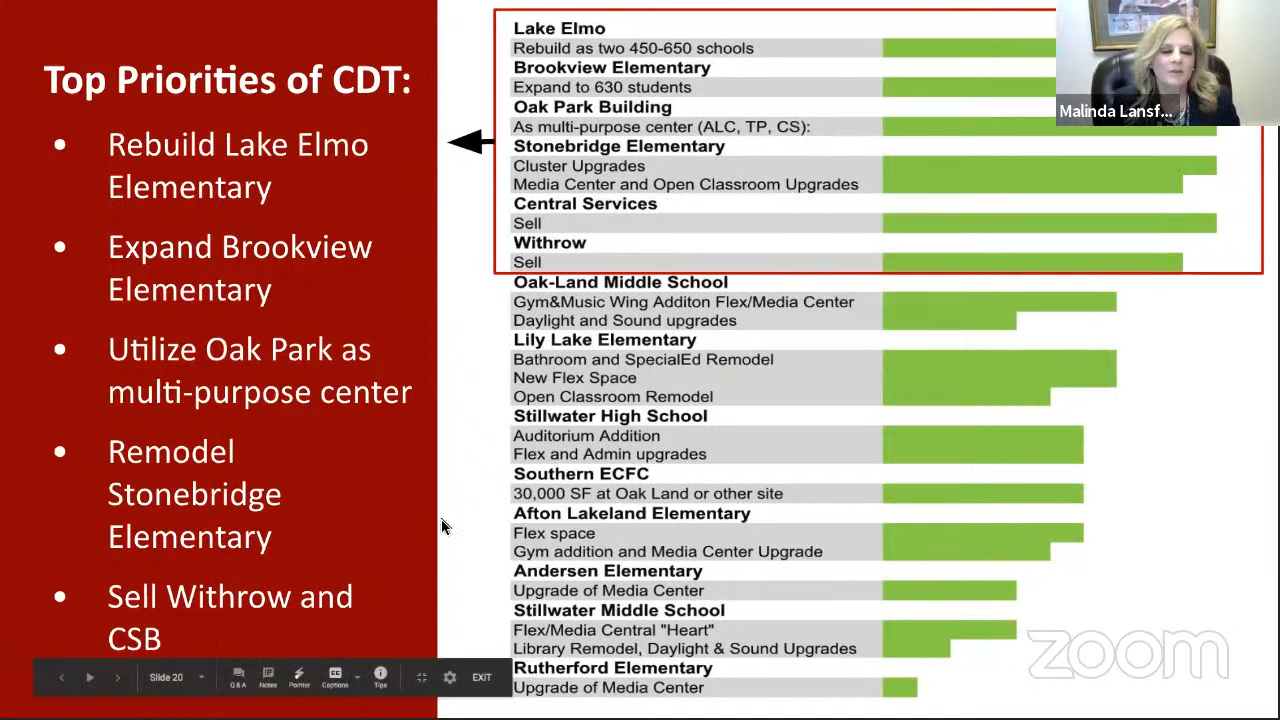 Top Priorities of CDT:
• Rebuild Lake Elmo
Elementary
• Expand Brookview
Elementary
• Utilize Oak Park as
multi-purpose center
• Remodel
Stonebridge
Elementary
• Sell Withrow and
CSB
Lake Elmo
Rebuild as two 450-650 schools
Brookview Elementary
Expand to 630 students
Oak Park Building
As multi-purpose center (ALC, TP, CS):
Stonebridge Elementary
Cluster Upgrades
Media Center and Open Classroom Upgrades
Central Services
Sell
Withrow
Sell
Oak-Land Middle School
Gym&Music Wing Additon Flex/Media Center
Daylight and Sound upgrades
Lily Lake Elementary
Bathroom and SpecialEd Remodel
New Flex Space
Open Classroom Remodel
Stillwater High School
Auditorium Addition
Flex and Admin upgrades
Southern ECFC
30,000 SF at Oak Land or other site
Afton Lakeland Elementary
Flex space
Gym addition and Media Center Upgrade
Andersen Elementary
Upgrade of Media Center
Stillwater Middle School
Flex/Media Central "Heart"
Library Remodel, Daylight & Sound Upgrades
Rutherford Elementary
Upgrade of Media Center
Malinda Lansf...
Slide 20
Q & A
Notes
Pointer
CC
Captions
Tips
EXIT
zoom